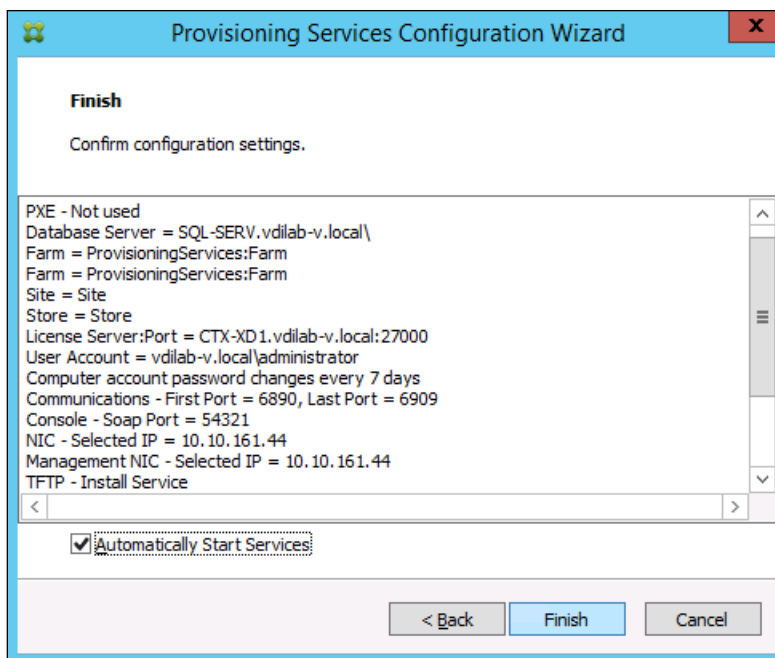 Provisioning Services Configuration Wizard
x
Finish
Confirm configuration settings.
PXE - Not used
Database Server = SQL-SERV.vdilab-v.local\
Farm = ProvisioningServices:Farm
Farm = ProvisioningServices:Farm
Site = Site
Store = Store
License Server:Port = CTX-XD1.vdilab-v.local:27000
User Account = vdilab-v.local\administrator
Computer account password changes every 7 days
Communications - First Port = 6890, Last Port = 6909
Console - Soap Port = 54321
NIC - Selected IP = 10.10.161.44
Management NIC - Selected IP = 10.10.161.44
TFTP - Install Service
Automatically Start Services
< Back Finish Cancel